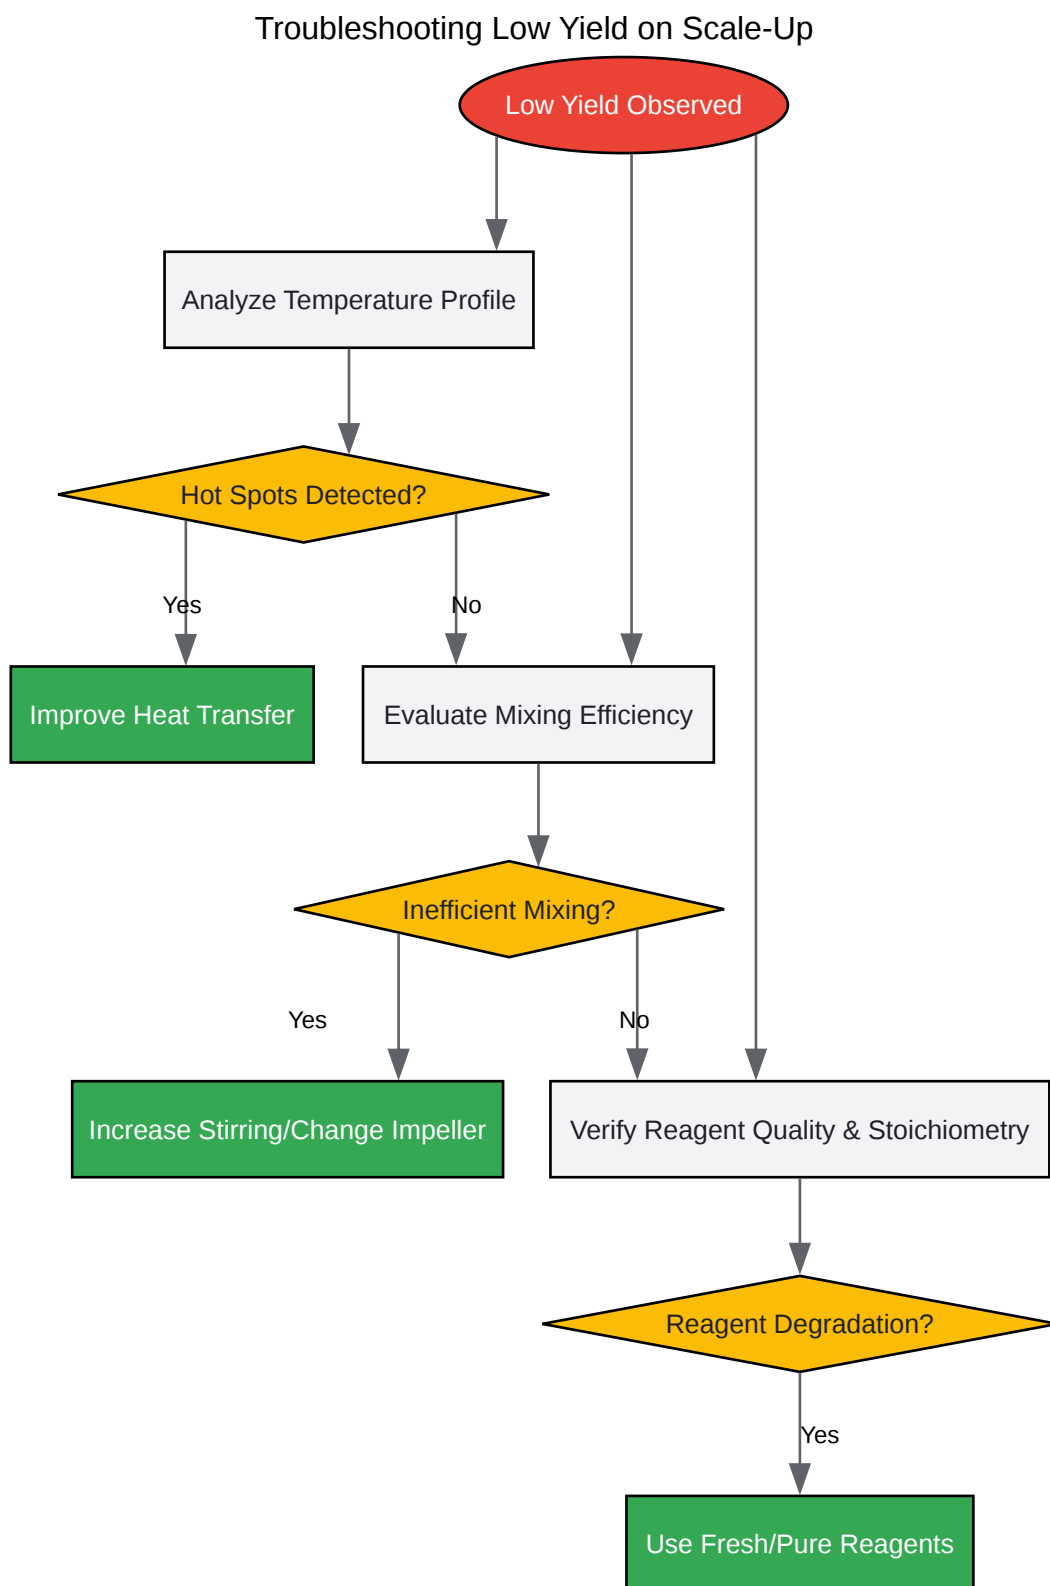 Troubleshooting Low Yield on Scale-Up
Low Yield Observed
Analyze Temperature Profile
Hot Spots Detected?
Yes
No
Improve Heat Transfer
Evaluate Mixing Efficiency
Inefficient Mixing?
Yes
No
Increase Stirring/Change Impeller
Verify Reagent Quality & Stoichiometry
Reagent Degradation?
Yes
Use Fresh/Pure Reagents